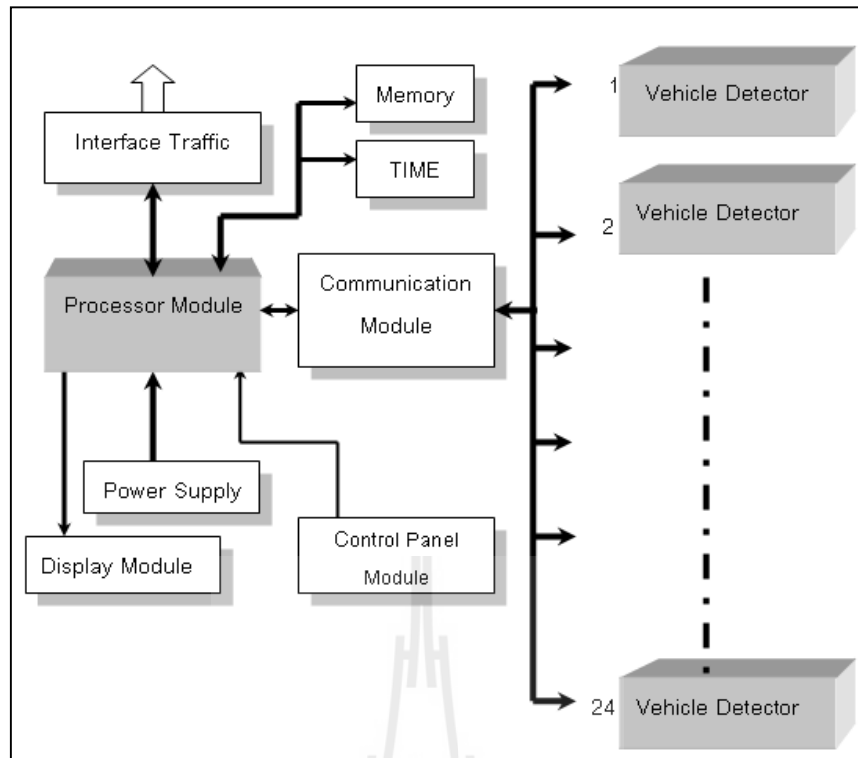 Memory
1
Vehicle Detector
Interface Traffic
TIME
2
Vehicle Detector
Processor Module
Communication
Module
Power Supply
Control Panel
Module
Display Module
24
Vehicle Detector